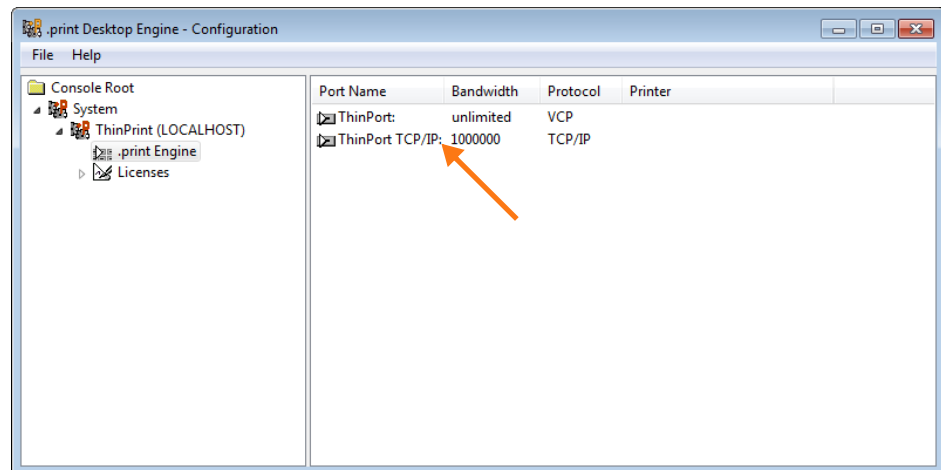 .print Desktop Engine - Configuration
File Help
Console Root
System
ThinPrint (LOCALHOST)
.print Engine
Licenses
Port Name Bandwidth Protocol Printer
ThinPort: unlimited VCP
ThinPort TCP/IP: 1000000 TCP/IP